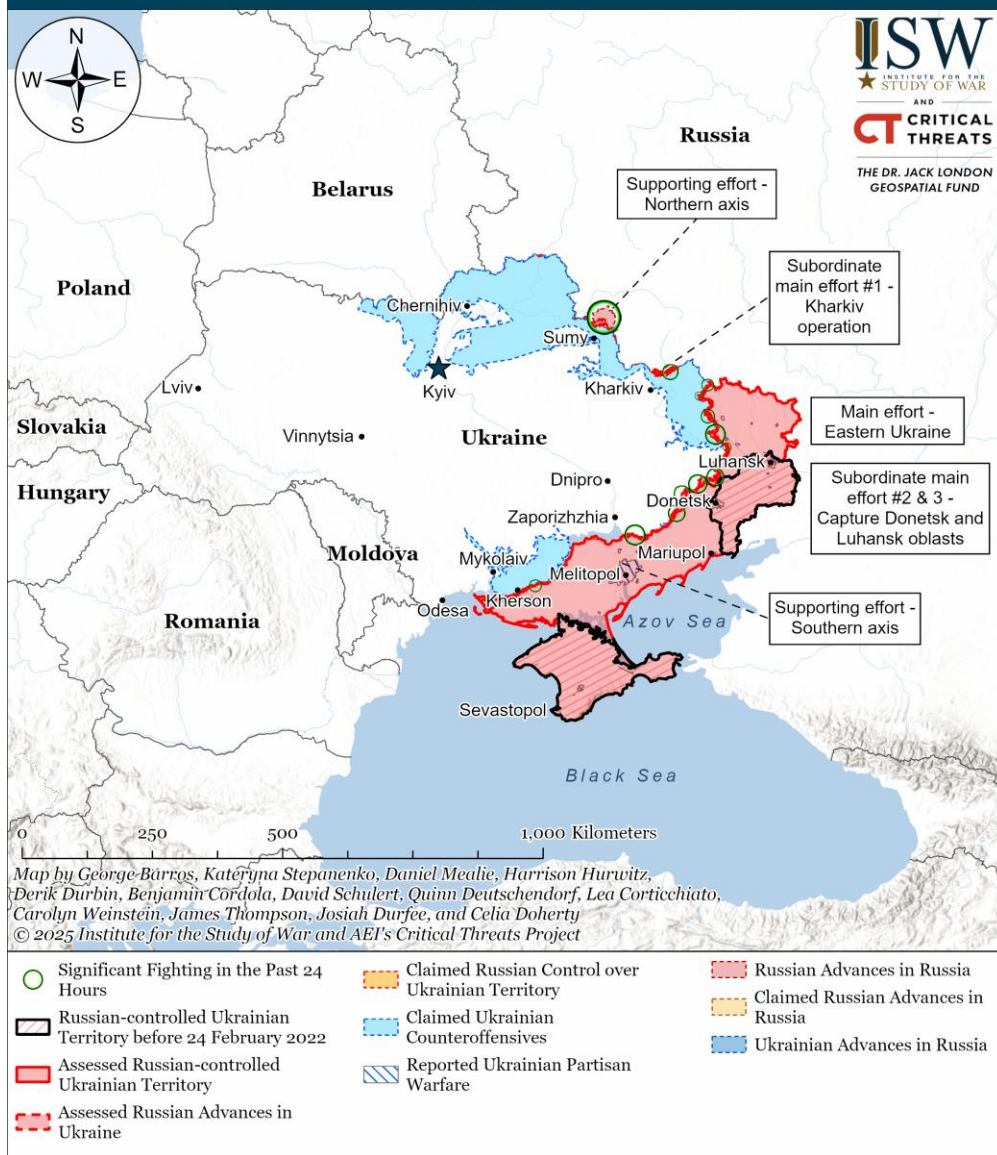 N
W
E
S
ISW
INSTITUTE FOR THE
STUDY OF WAR
AND
CT CRITICAL
THREATS
THE DR. JACK LONDON
GEOSPATIAL FUND
Russia
Supporting effort -
Northern axis
Belarus
Subordinate
main effort #1 -
Kharkiv
operation
Poland
Chernihiv
Sumy
Kyiv
Kharkiv
Lviv
Main effort -
Eastern Ukraine
Slovakia
Vinnytsia
Ukraine
Luhansk
Hungary
Dnipro
Donetsk
Subordinate main
effort #2 & 3 -
Capture Donetsk and
Luhansk oblasts
Zaporizhzhia
Moldova
Mykolaiv
Mariupol
Melitopol
Kherson
Odesa
Romania
Azov Sea
Supporting effort -
Southern axis
Sevastopol
Black Sea
0 250 500 1,000 Kilometers
Map by George Barros, Kateryna Stepanenko, Daniel Mealie, Harrison Hurwitz,
Derik Durbin, Benjamin Cordola, David Schulert, Quinn Deutschendorf, Lea Corticchiato,
Carolyn Weinstein, James Thompson, Josiah Durfee, and Celia Doherty
© 2025 Institute for the Study of War and AEI's Critical Threats Project
Significant Fighting in the Past 24
Hours
Russian-controlled Ukrainian
Territory before 24 February 2022
Assessed Russian-controlled
Ukrainian Territory
Assessed Russian Advances in
Ukraine
Claimed Russian Control over
Ukrainian Territory
Claimed Ukrainian
Counteroffensives
Reported Ukrainian Partisan
Warfare
Russian Advances in Russia
Claimed Russian Advances in
Russia
Ukrainian Advances in Russia